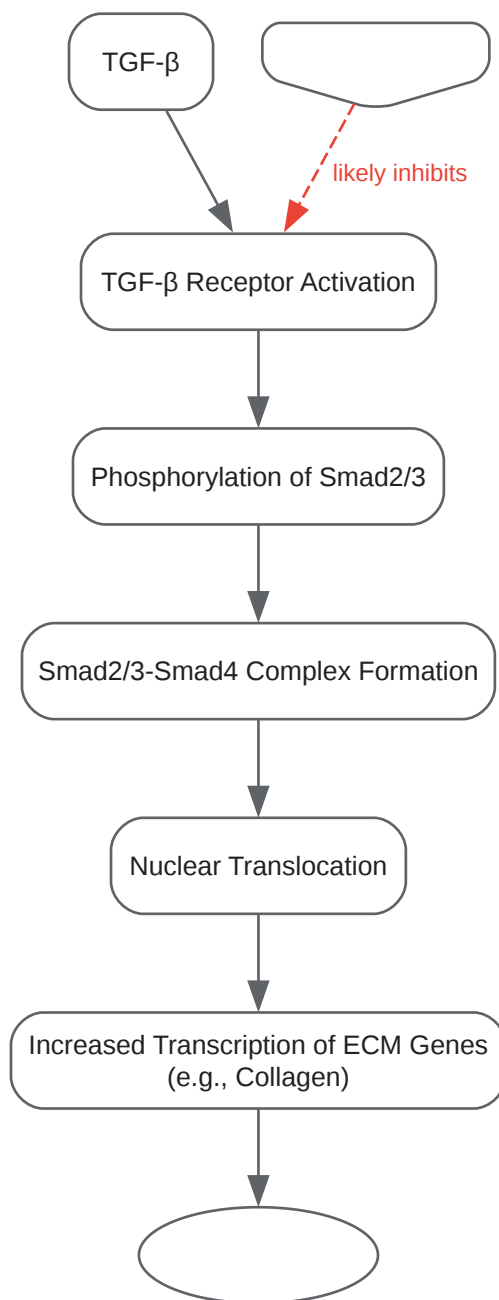 TGF-β
likely inhibits
TGF-β Receptor Activation
Phosphorylation of Smad2/3
Smad2/3-Smad4 Complex Formation
Nuclear Translocation
Increased Transcription of ECM Genes
(e.g., Collagen)